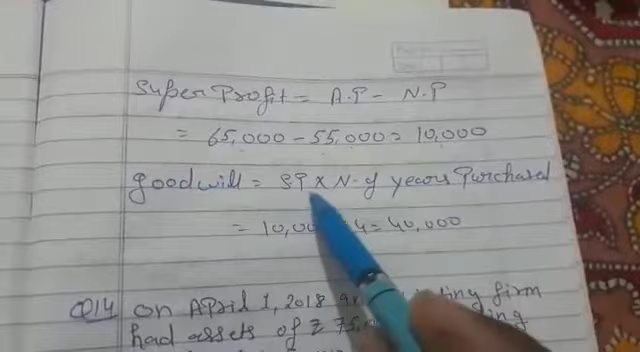 Super Profit = A.P - N.P
= 65,000 - 55,000 = 10,000
goodwill = SP X N. of years Purchased
= 10,00 4 = 40,000
Q14 On April 1, 2018 firm
had assets of ₹ 75,